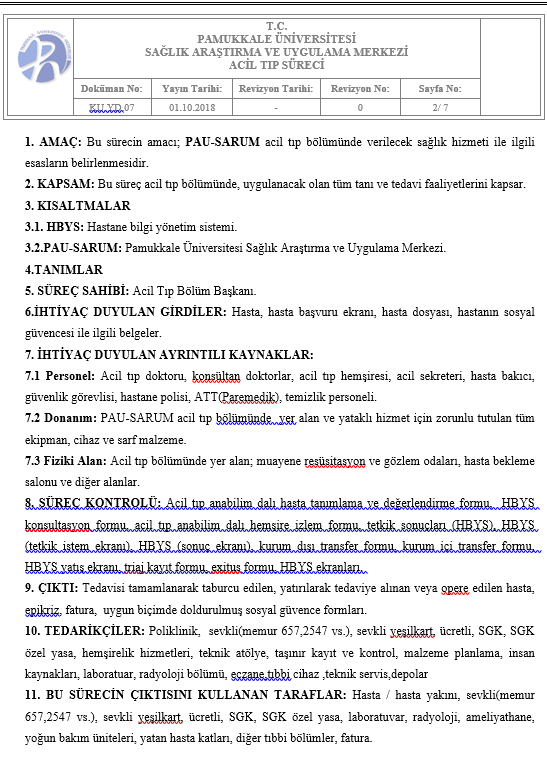 T.C.
PAMUKKALE ÜNİVERSİTESİ
SAĞLIK ARAŞTIRMA VE UYGULAMA MERKEZİ
ACİL TIP SÜRECİ
Doküman No: Yayın Tarihi: Revizyon Tarihi: Revizyon No: Sayfa No:
KU.YD.07 01.10.2018 - 0 2/ 7
1. AMAÇ: Bu sürecin amacı; PAU-SARUM acil tıp bölümünde verilecek sağlık hizmeti ile ilgili
esasların belirlenmesidir.
2. KAPSAM: Bu süreç acil tıp bölümünde, uygulanacak olan tüm tanı ve tedavi faaliyetlerini kapsar.
3. KISALTMALAR
3.1. HBYS: Hastane bilgi yönetim sistemi.
3.2.PAU-SARUM: Pamukkale Üniversitesi Sağlık Araştırma ve Uygulama Merkezi.
4.TANIMLAR
5. SÜREÇ SAHİBİ: Acil Tıp Bölüm Başkanı.
6.İHTİYAÇ DUYULAN GİRDİLER: Hasta, hasta başvuru ekranı, hasta dosyası, hastanın sosyal
güvencesi ile ilgili belgeler.
7. İHTİYAÇ DUYULAN AYRINTILI KAYNAKLAR:
7.1 Personel: Acil tıp doktoru, konsültan doktorlar, acil tıp hemşiresi, acil sekreteri, hasta bakıcı,
güvenlik görevlisi, hastane polisi, ATT(Paremedik), temizlik personeli.
7.2 Donanım: PAU-SARUM acil tıp bölümünde yer alan ve yataklı hizmet için zorunlu tutulan tüm
ekipman, cihaz ve sarf malzeme.
7.3 Fiziki Alan: Acil tıp bölümünde yer alan; muayene resüsitasyon ve gözlem odaları, hasta bekleme
salonu ve diğer alanlar.
8. SÜREÇ KONTROLÜ: Acil tıp anabilim dalı hasta tanımlama ve değerlendirme formu, HBYS
konsultasyon formu, acil tıp anabilim dalı hemşire izlem formu, tetkik sonuçları (HBYS), HBYS
(tetkik istem ekranı), HBYS (sonuç ekranı), kurum dışı transfer formu, kurum içi transfer formu,
HBYS yatış ekranı, triaj kayıt formu, exitus formu, HBYS ekranları.
9. ÇIKTI: Tedavisi tamamlanarak taburcu edilen, yatırılarak tedaviye alınan veya opere edilen hasta,
epikriz, fatura, uygun biçimde doldurulmuş sosyal güvence formları.
10. TEDARİKÇİLER: Poliklinik, sevkli(memur 657,2547 vs.), sevkli yeşilkart, ücretli, SGK, SGK
özel yasa, hemşirelik hizmetleri, teknik atölye, taşınır kayıt ve kontrol, malzeme planlama, insan
kaynakları, laboratuar, radyoloji bölümü, eczane,tıbbi cihaz ,teknik servis,depolar
11. BU SÜRECİN ÇIKTISINI KULLANAN TARAFLAR: Hasta / hasta yakını, sevkli(memur
657,2547 vs.), sevkli yeşilkart, ücretli, SGK, SGK özel yasa, laboratuvar, radyoloji, ameliyathane,
yoğun bakım üniteleri, yatan hasta katları, diğer tıbbi bölümler, fatura.